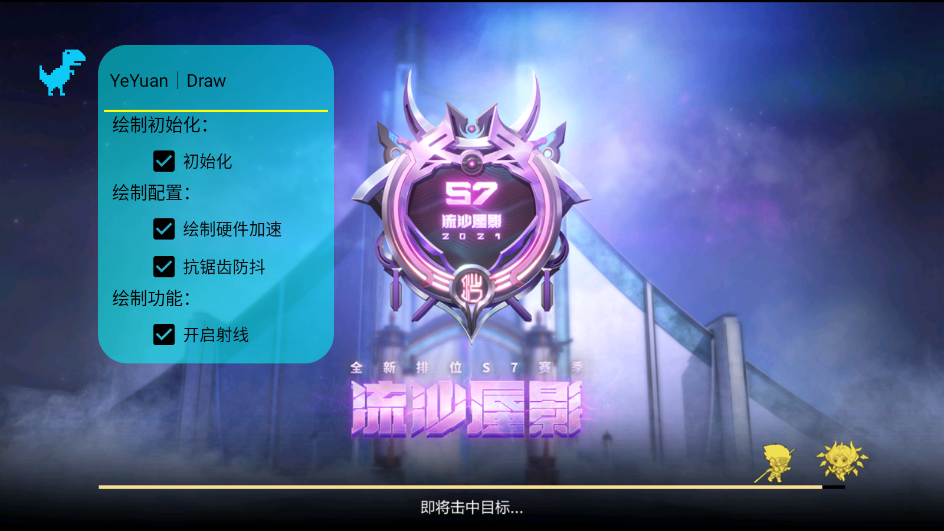 YeYuan｜Draw
绘制初始化：
初始化
绘制配置：
绘制硬件加速
抗锯齿防抖
绘制功能：
开启射线
S7
流沙蜃影
2021
全新排位S7赛季
流沙蜃影
即将击中目标...